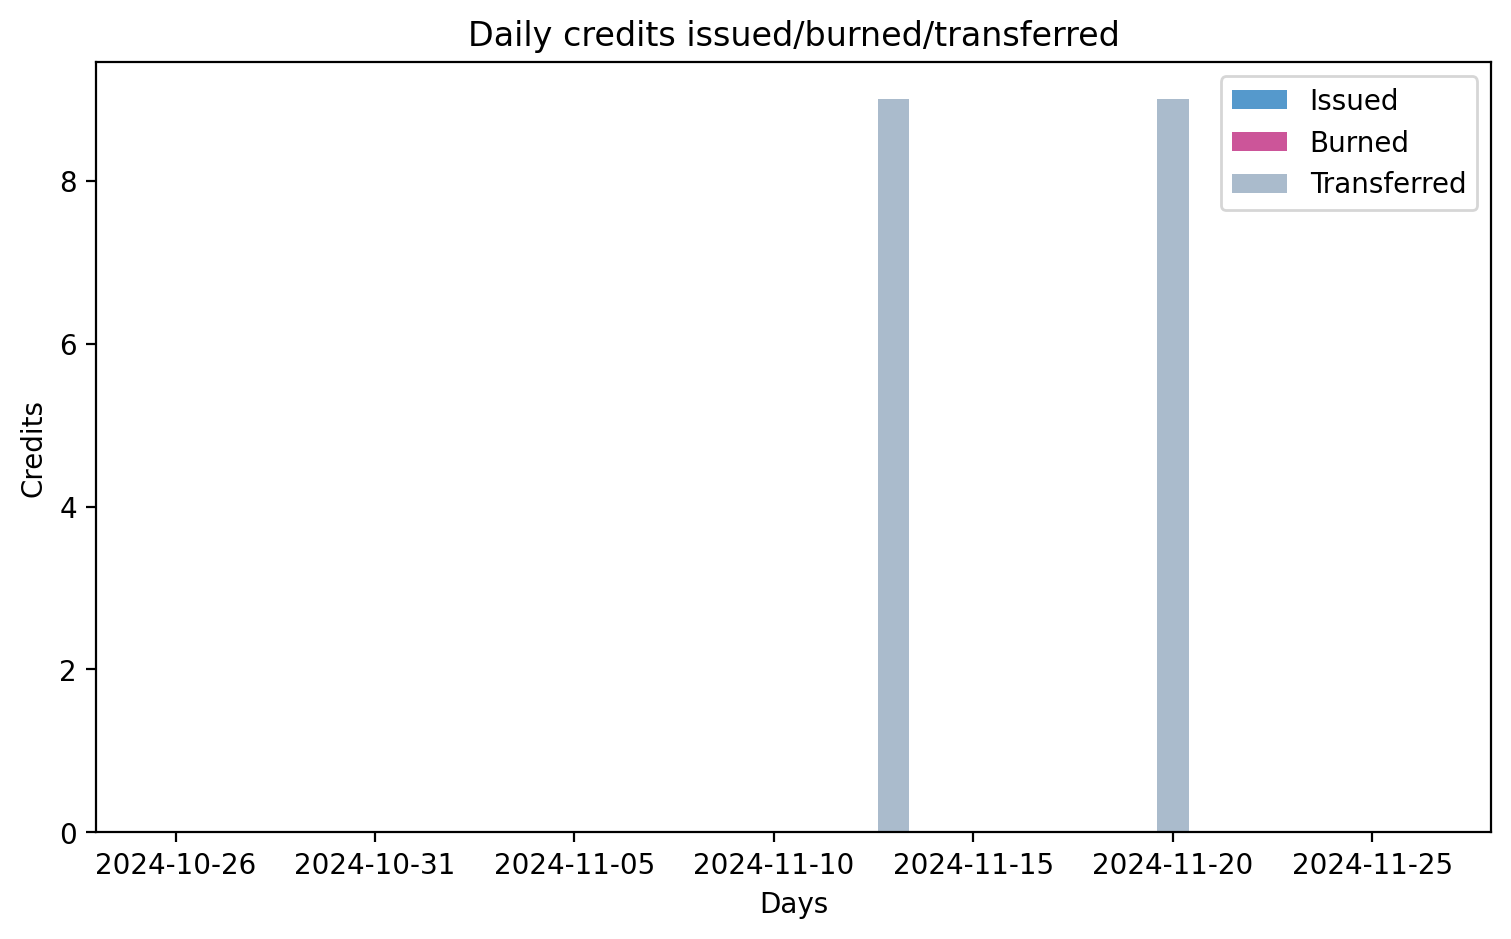 Daily credits issued/burned/transferred
Issued
Burned
Transferred
Credits
8
6
4
2
0
2024-10-26 2024-10-31 2024-11-05 2024-11-10 2024-11-15 2024-11-20 2024-11-25
Days